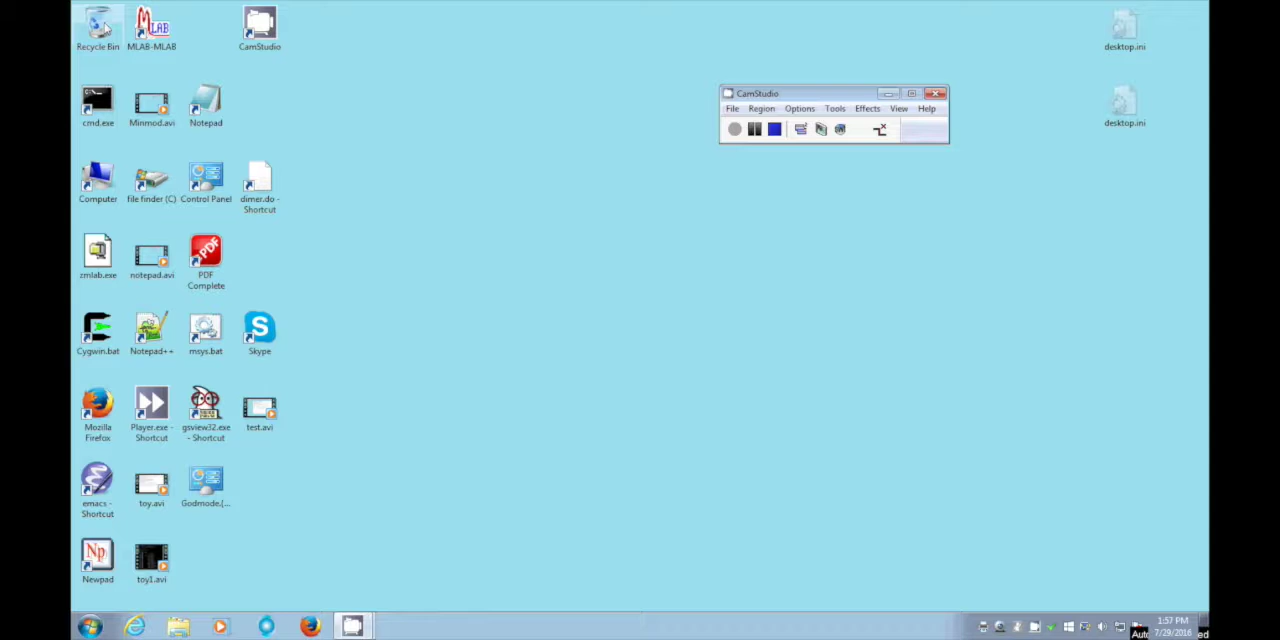 Recycle Bin
MLAB
MLAB-MLAB
CamStudio
desktop.ini
CamStudio
File Region Options Tools Effects View Help
C:\_
cmd.exe
Minmod.avi
Notepad
desktop.ini
Computer
file finder (C)
Control Panel
dimer.do -
Shortcut
zmlab.exe
notepad.avi
PDF
PDF
Complete
Cygwin.bat
Notepad++
msys.bat
S
Skype
Mozilla
Firefox
Player.exe -
Shortcut
gsview32.exe
- Shortcut
test.avi
emacs -
Shortcut
toy.avi
Godmode.{...
Np
Newpad
toy1.avi
1:57 PM
7/29/2016